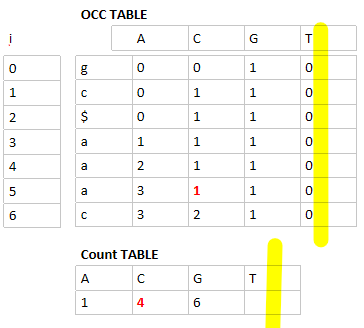 OCC TABLE
i A C G T
0 g 0 0 1 0
1 c 0 1 1 0
2 $ 0 1 1 0
3 a 1 1 1 0
4 a 2 1 1 0
5 a 3 1 1 0
6 c 3 2 1 0
Count TABLE
A C G T
1 4 6